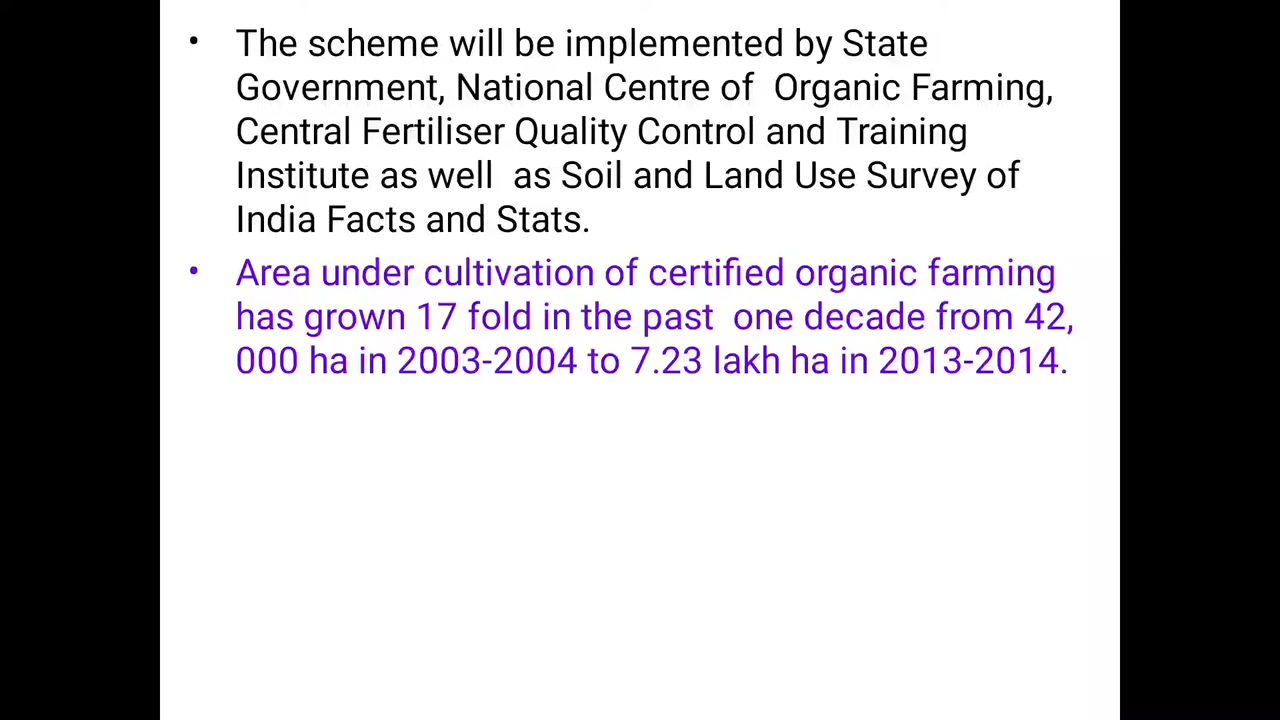 • The scheme will be implemented by State
Government, National Centre of  Organic Farming,
Central Fertiliser Quality Control and Training
Institute as well  as Soil and Land Use Survey of
India Facts and Stats.
• Area under cultivation of certified organic farming
has grown 17 fold in the past  one decade from 42,
000 ha in 2003-2004 to 7.23 lakh ha in 2013-2014.